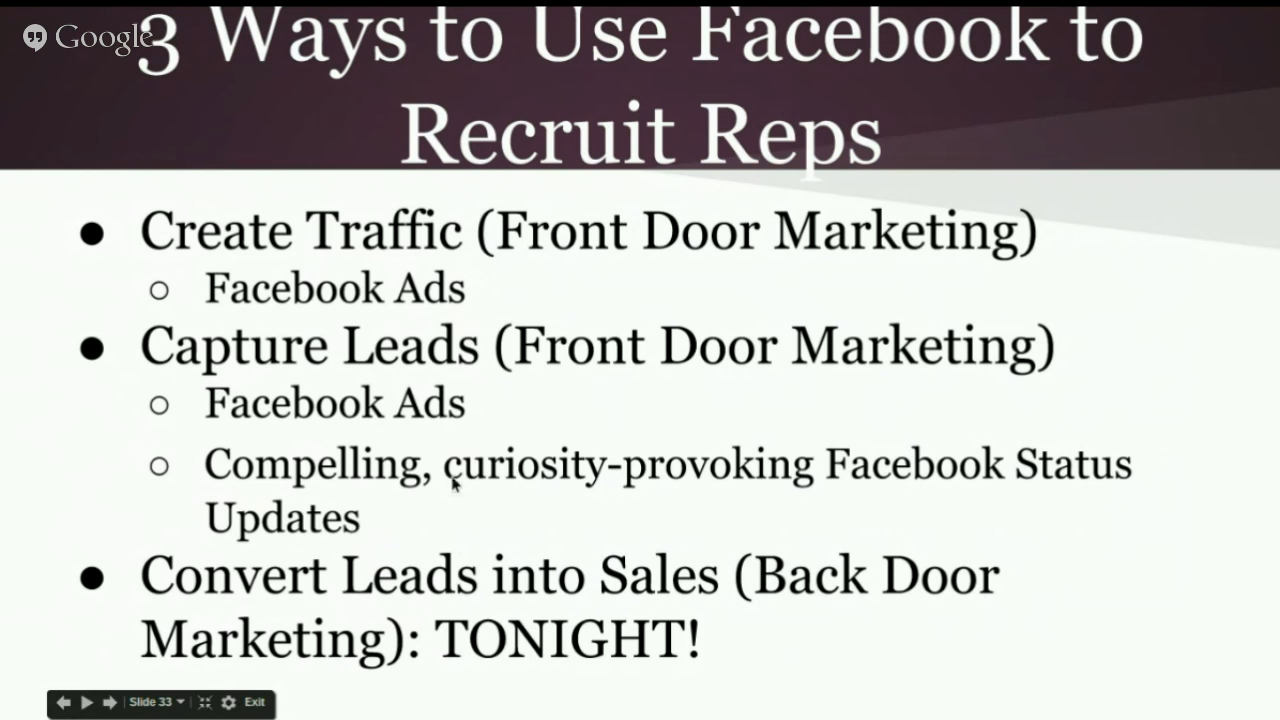 Google
3 Ways to Use Facebook to
Recruit Reps
● Create Traffic (Front Door Marketing)
○ Facebook Ads
● Capture Leads (Front Door Marketing)
○ Facebook Ads
○ Compelling, curiosity-provoking Facebook Status
Updates
● Convert Leads into Sales (Back Door
Marketing): TONIGHT!
Slide 33 Exit